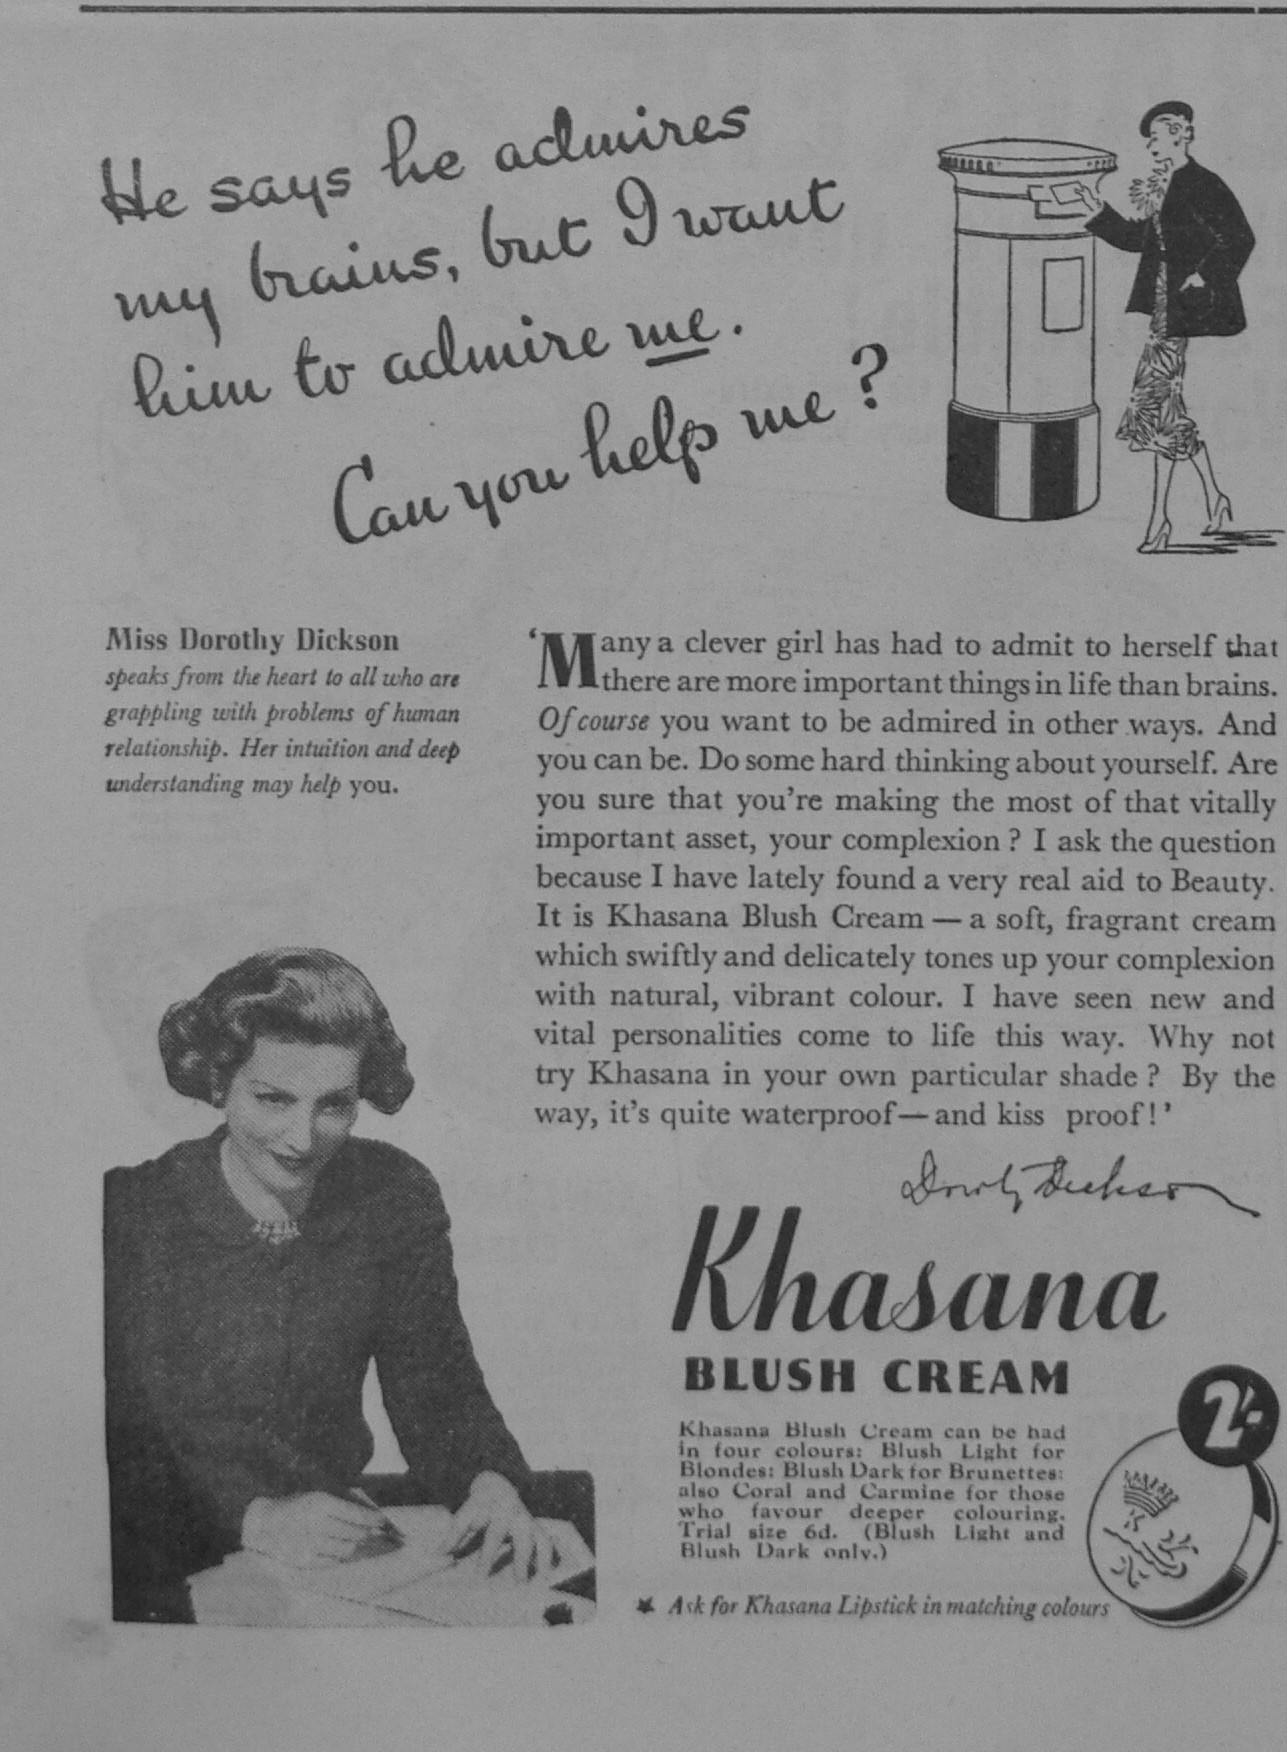 He says he admires
my brains, but I want
him to admire me.
Can you help me?
Miss Dorothy Dickson
speaks from the heart to all who are
grappling with problems of human
relationship. Her intuition and deep
understanding may help you.
‘Many a clever girl has had to admit to herself that
there are more important things in life than brains.
Of course you want to be admired in other ways. And
you can be. Do some hard thinking about yourself. Are
you sure that you're making the most of that vitally
important asset, your complexion? I ask the question
because I have lately found a very real aid to Beauty.
It is Khasana Blush Cream — a soft, fragrant cream
which swiftly and delicately tones up your complexion
with natural, vibrant colour. I have seen new and
vital personalities come to life this way. Why not
try Khasana in your own particular shade? By the
way, it's quite waterproof—and kiss proof!’
Dorothy Dickson
Khasana
BLUSH CREAM
2/-
Khasana Blush Cream can be had
in four colours: Blush Light for
Blondes: Blush Dark for Brunettes:
also Coral and Carmine for those
who favour deeper colouring.
Trial size 6d. (Blush Light and
Blush Dark only.)
★ Ask for Khasana Lipstick in matching colours